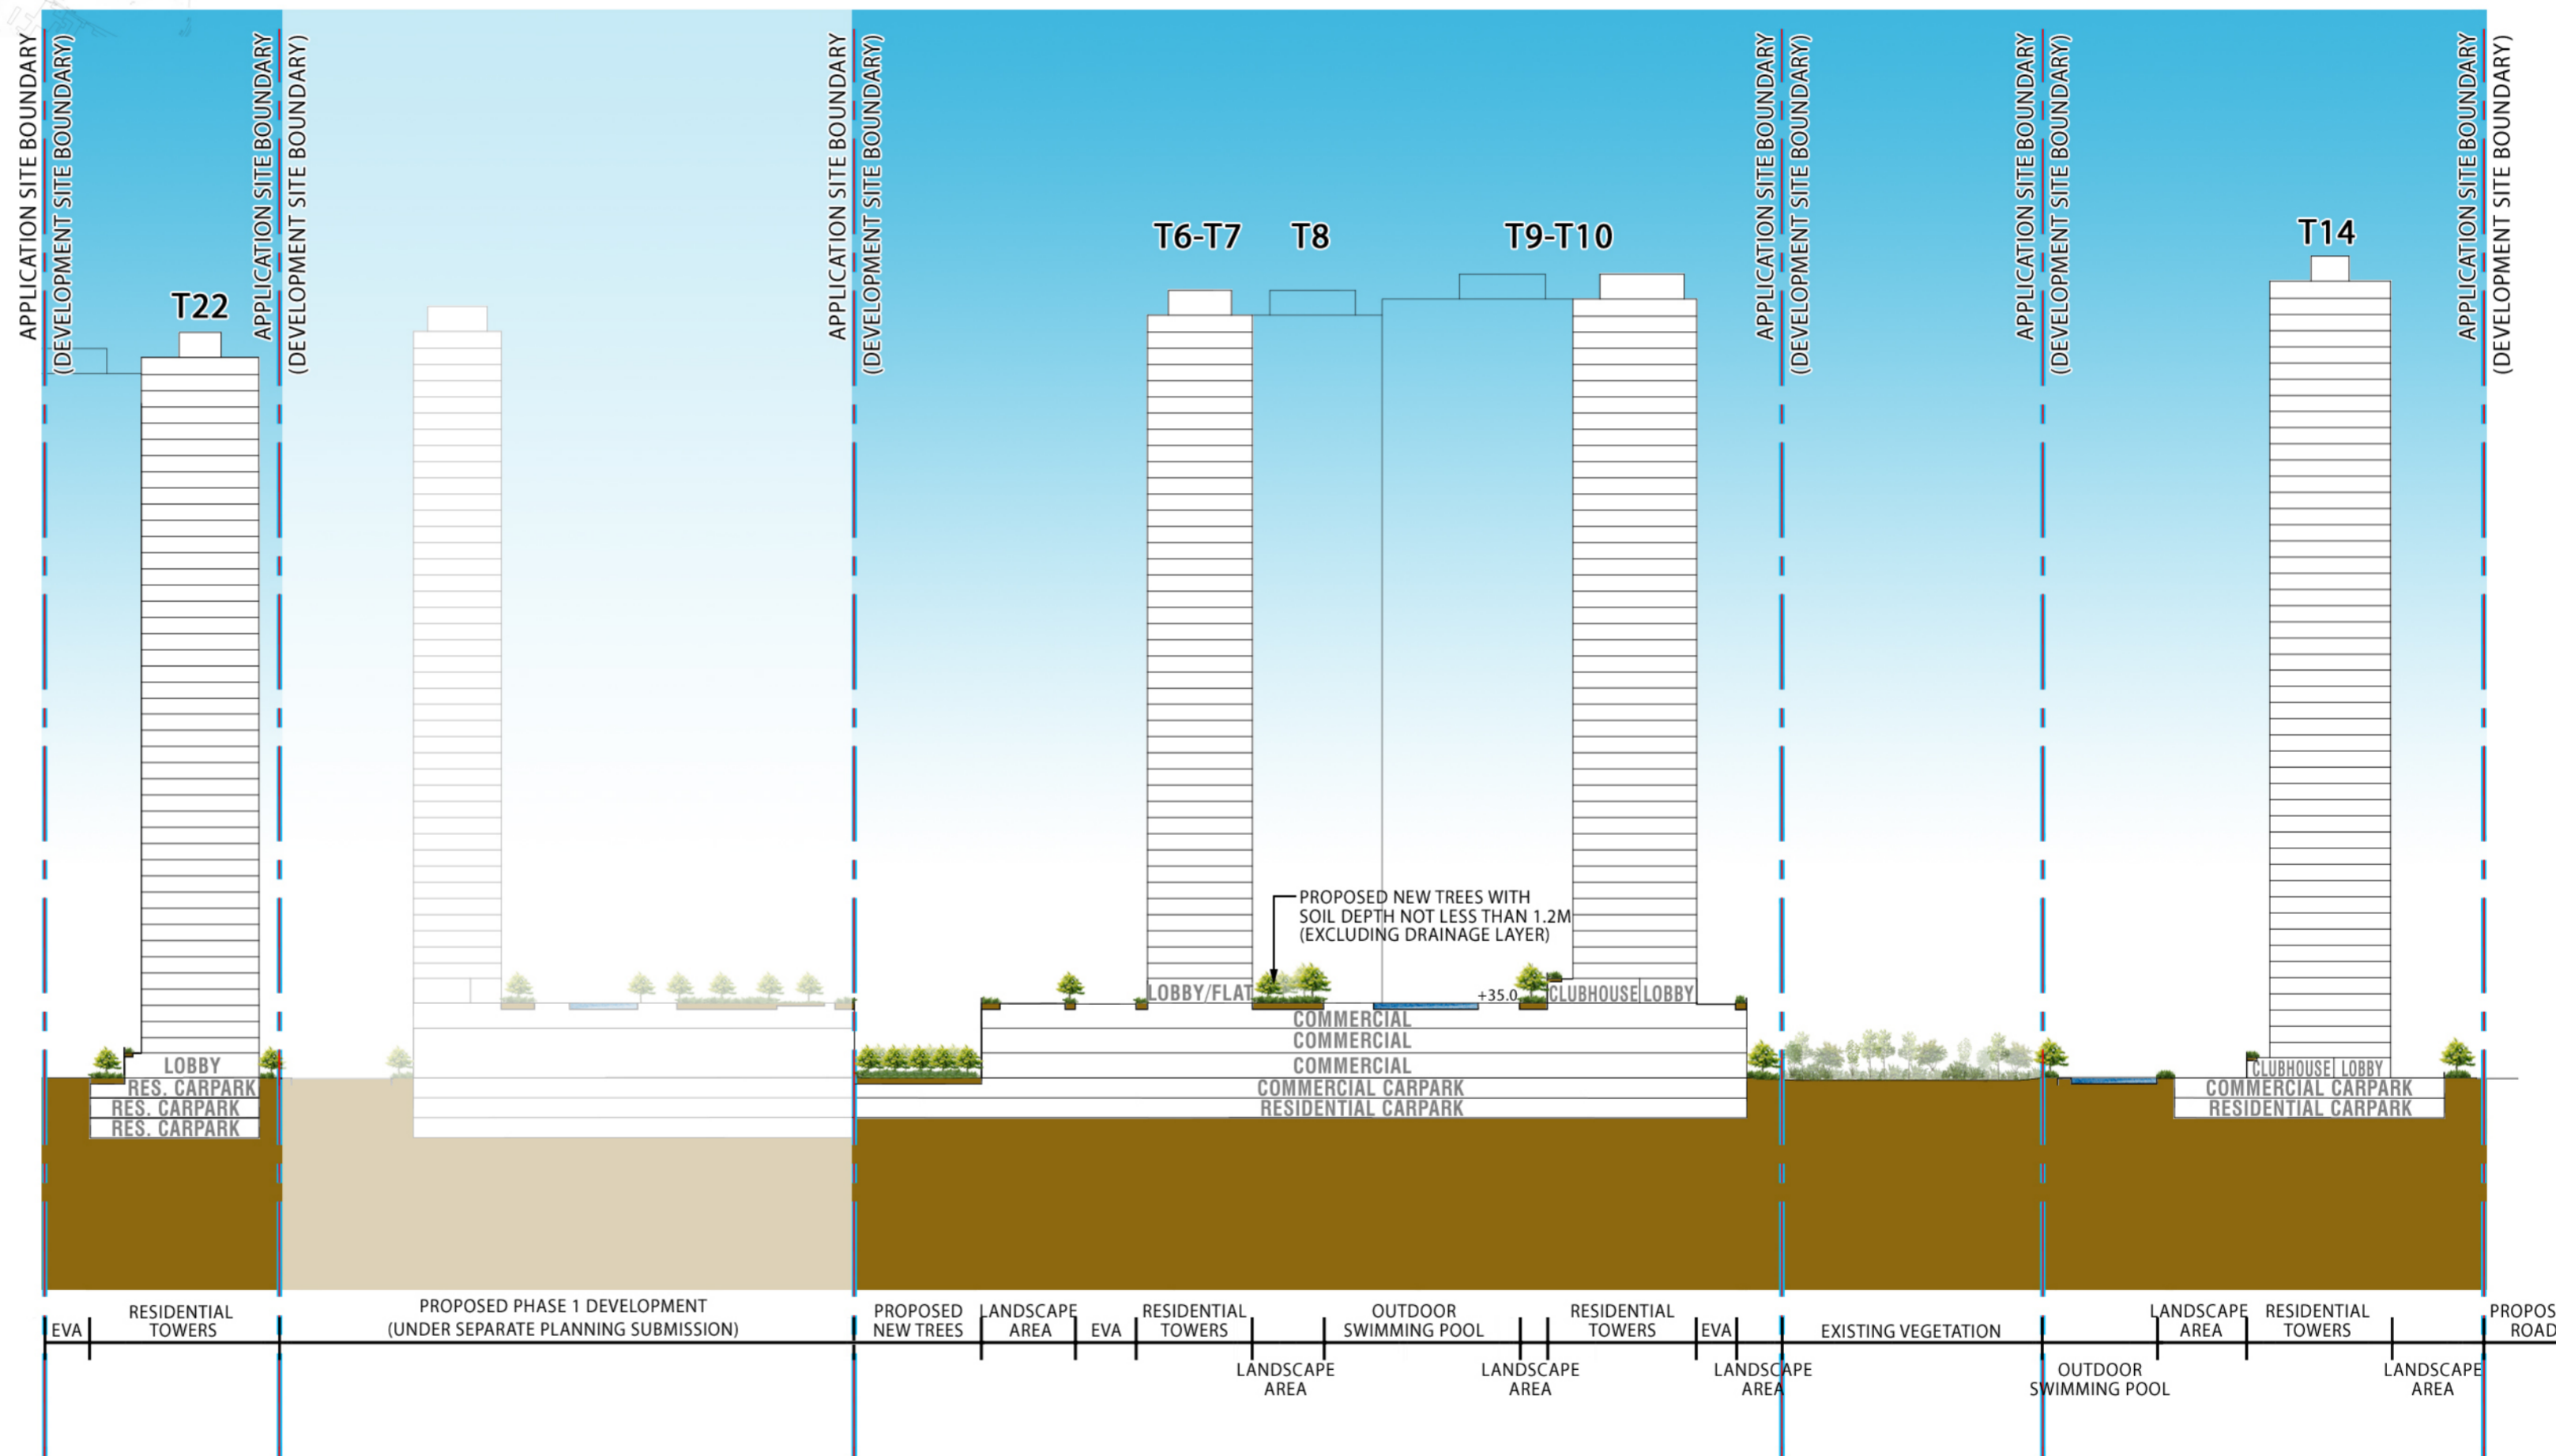 APPLICATION SITE BOUNDARY
(DEVELOPMENT SITE BOUNDARY)
APPLICATION SITE BOUNDARY
(DEVELOPMENT SITE BOUNDARY)
APPLICATION SITE BOUNDARY
(DEVELOPMENT SITE BOUNDARY)
APPLICATION SITE BOUNDARY
(DEVELOPMENT SITE BOUNDARY)
APPLICATION SITE BOUNDARY
(DEVELOPMENT SITE BOUNDARY)
APPLICATION SITE BOUNDARY
(DEVELOPMENT SITE BOUNDARY)
T22
T6-T7
T8
T9-T10
T14
PROPOSED NEW TREES WITH
SOIL DEPTH NOT LESS THAN 1.2M
(EXCLUDING DRAINAGE LAYER)
LOBBY/FLAT
+35.0
CLUBHOUSE LOBBY
COMMERCIAL
COMMERCIAL
COMMERCIAL
COMMERCIAL CARPARK
RESIDENTIAL CARPARK
LOBBY
RES. CARPARK
RES. CARPARK
RES. CARPARK
CLUBHOUSE LOBBY
COMMERCIAL CARPARK
RESIDENTIAL CARPARK
EVA
RESIDENTIAL
TOWERS
PROPOSED PHASE 1 DEVELOPMENT
(UNDER SEPARATE PLANNING SUBMISSION)
PROPOSED
NEW TREES
LANDSCAPE
AREA
EVA
RESIDENTIAL
TOWERS
LANDSCAPE
AREA
OUTDOOR
SWIMMING POOL
LANDSCAPE
AREA
RESIDENTIAL
TOWERS
EVA
LANDSCAPE
AREA
EXISTING VEGETATION
OUTDOOR
SWIMMING POOL
LANDSCAPE
AREA
RESIDENTIAL
TOWERS
LANDSCAPE
AREA
PROPOS
ROAD